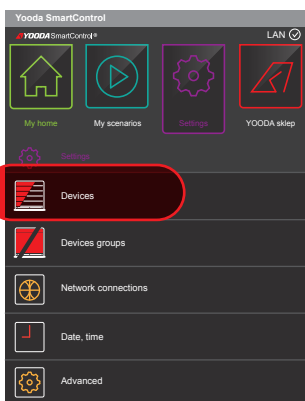 Yooda SmartControl
YOODA SmartControl® LAN
My home My scenarios Settings YOODA sklep
Settings
Devices
Devices groups
Network connections
Date, time
Advanced